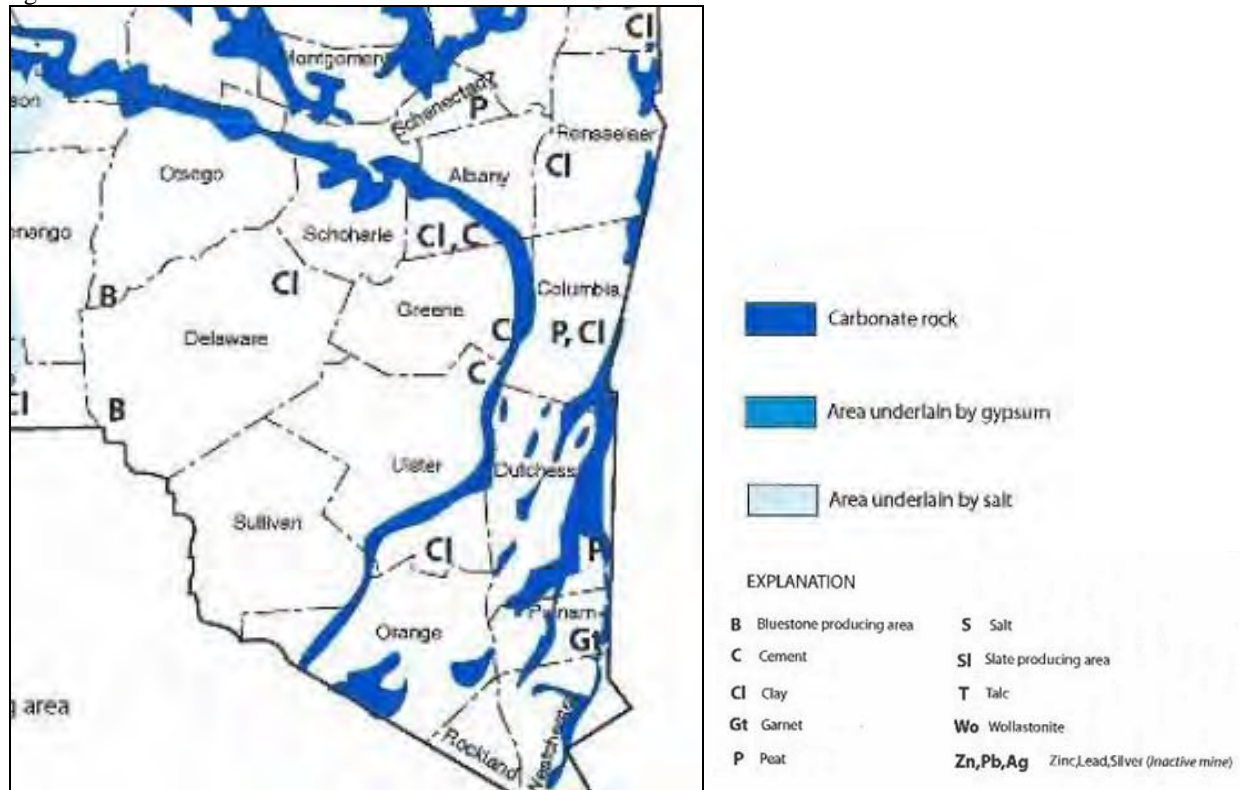 Cl
Montgomery
son
Schenectady
P
Rensselaer
Otsego
Albany
Cl
enango
Schoharie
Cl, C
B
Cl
Columbia
Greene
Delaware
C
P, Cl
C
Cl
B
Ulster
Dutchess
Sullivan
Cl
P
Putnam
Orange
Gt
g area
Rockland
Westchester
Carbonate rock
Area underlain by gypsum
Area underlain by salt
EXPLANATION
B Bluestone producing area
C Cement
Cl Clay
Gt Garnet
P Peat
S Salt
Sl Slate producing area
T Talc
Wo Wollastonite
Zn,Pb,Ag Zinc,Lead,Silver (Inactive mine)